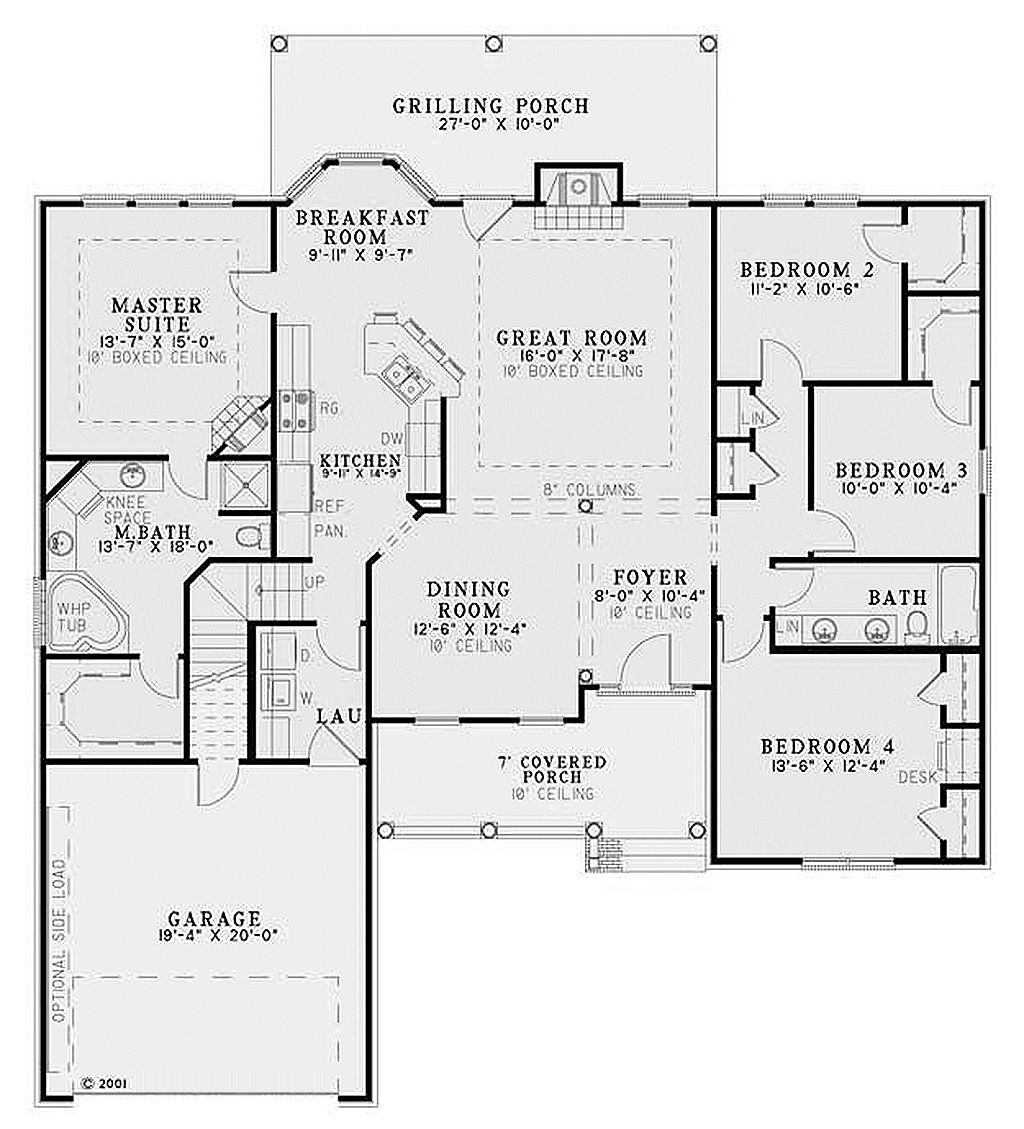 GRILLING PORCH
27'-0" X 10'-0"
BREAKFAST
ROOM
9'-11" X 9'-7"
MASTER
SUITE
13'-7" X 15'-0"
10' BOXED CEILING
GREAT ROOM
16'-0" X 17'-8"
10' BOXED CEILING
BEDROOM 2
11'-2" X 10'-6"
RG.
DW
KITCHEN
9'-11" X 14'-9"
REF
PAN.
LIN.
BEDROOM 3
10'-0" X 10'-4"
8" COLUMNS
KNEE
SPACE
M.BATH
13'-7" X 18'-0"
WHP
TUB
UP
DINING
ROOM
12'-6" X 12'-4"
10' CEILING
FOYER
8'-0" X 10'-4"
10' CEILING
BATH
LIN
D.
W.
LAU.
7' COVERED
PORCH
10' CEILING
BEDROOM 4
13'-6" X 12'-4"
DESK
GARAGE
19'-4" X 20'-0"
OPTIONAL SIDE LOAD
© 2001